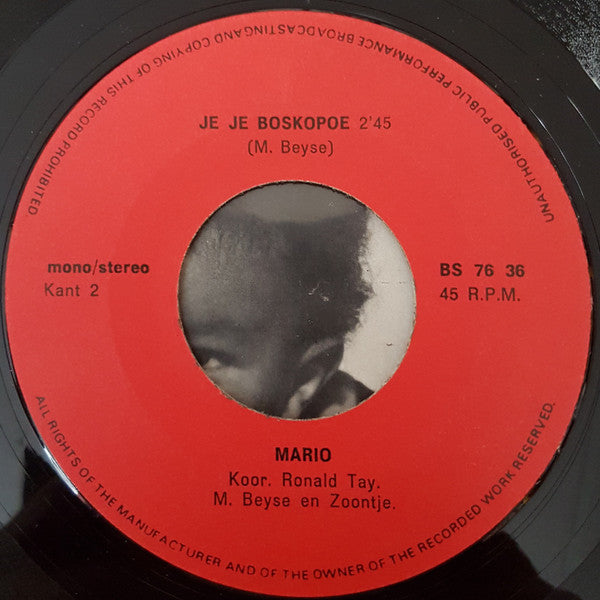 UNAUTHORISED PUBLIC PERFORMANCE BROADCASTING AND COPYING OF THIS RECORD PROHIBITED
JE JE BOSKOPOE 2'45
(M. Beyse)
mono/stereo
Kant 2
BS 76 36
45 R.P.M.
MARIO
Koor. Ronald Tay.
M. Beyse en Zoontje.
ALL RIGHTS OF THE MANUFACTURER AND OF THE OWNER OF THE RECORDED WORK RESERVED.